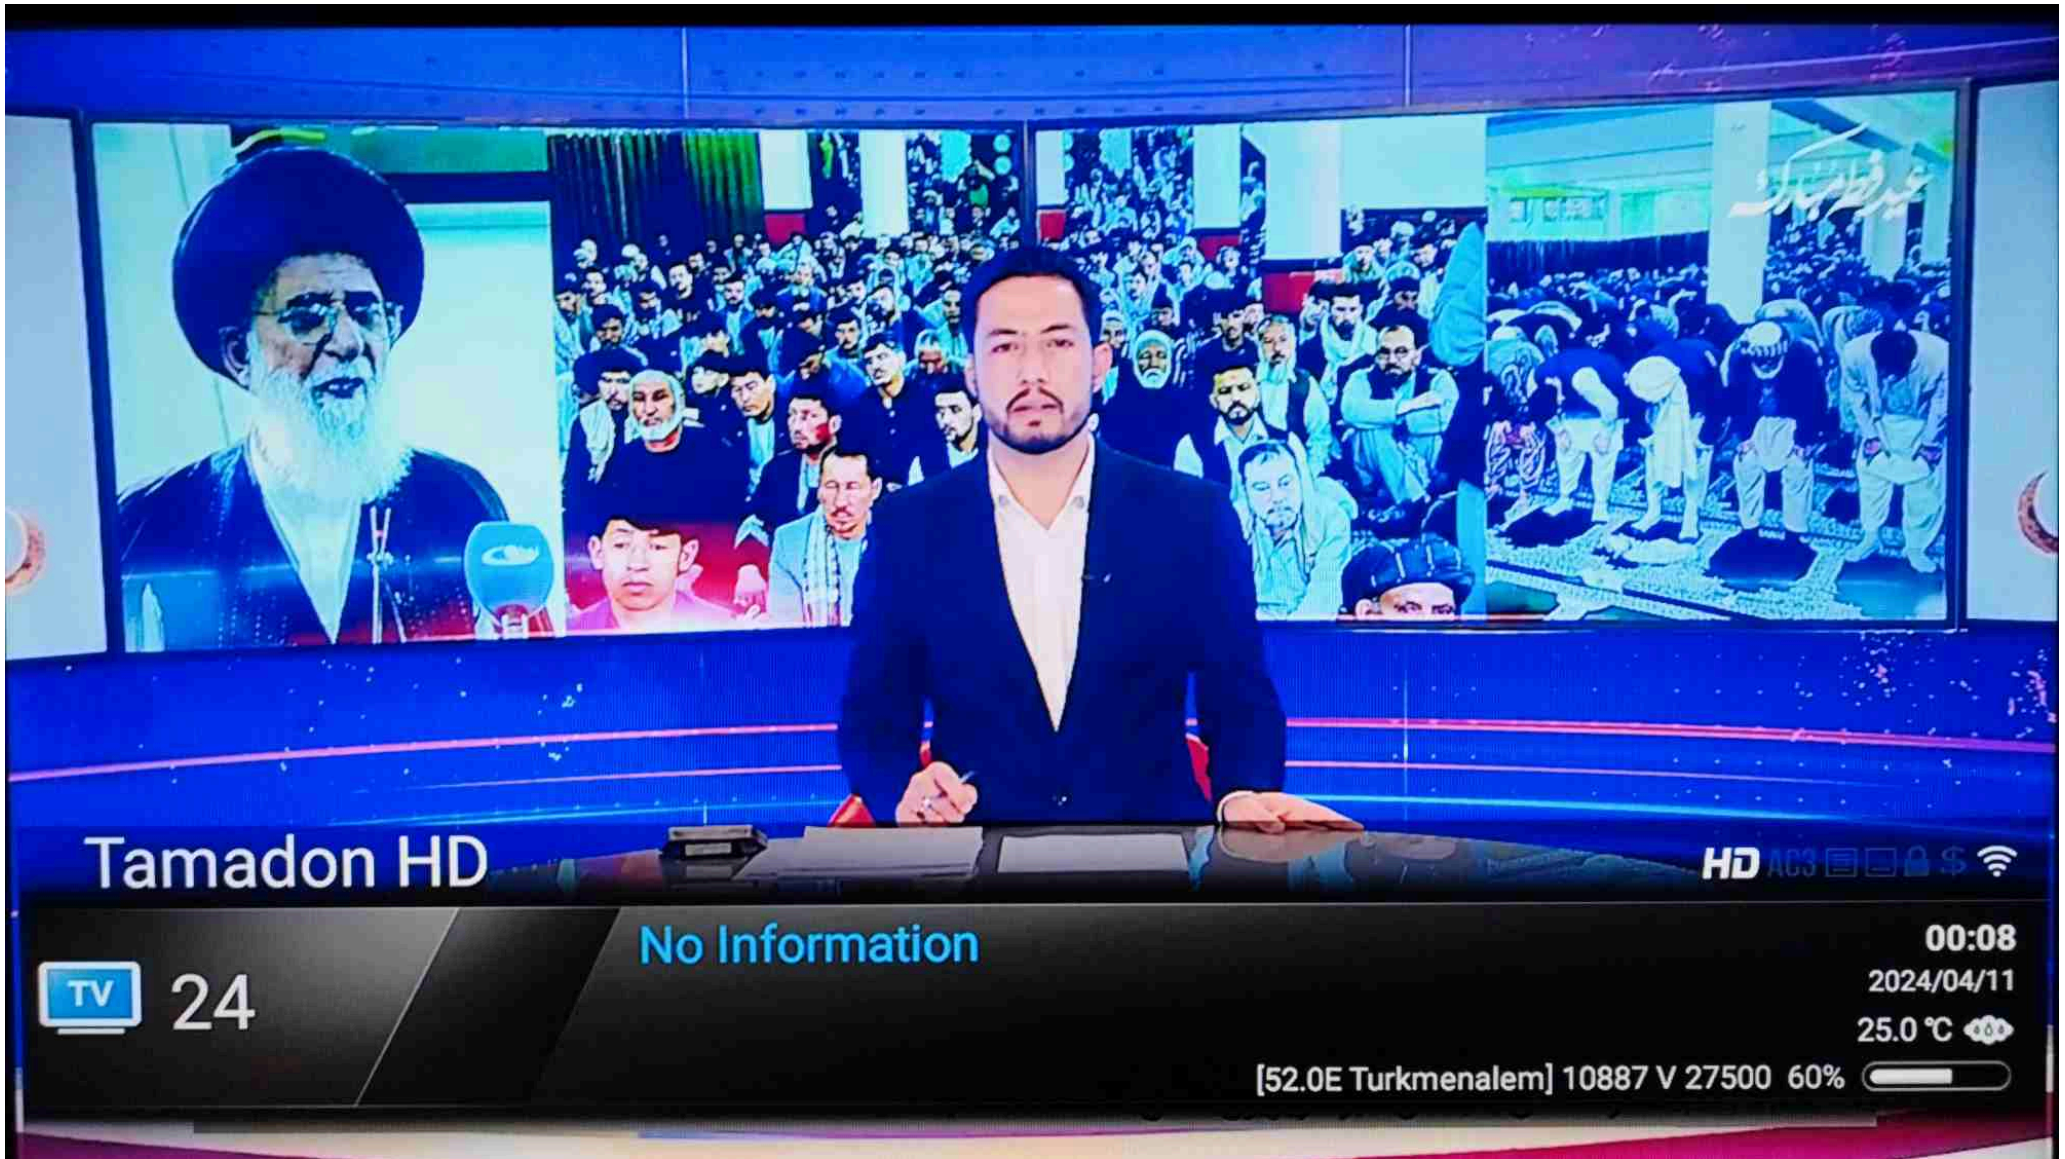 عید فطر مبارک
Tamadon HD
HD AC3 $
No Information
00:08
TV 24
2024/04/11
25.0 °C
[52.0E Turkmenalem] 10887 V 27500 60%